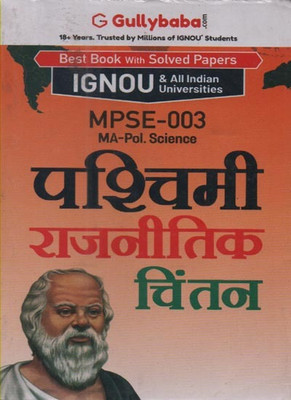 Gullybaba.com
18+ Years. Trusted by Millions of IGNOU Students
Best Book With Solved Papers
IGNOU & All Indian Universities
MPSE-003
MA-Pol. Science
पश्चिमी
राजनीतिक
चिंतन